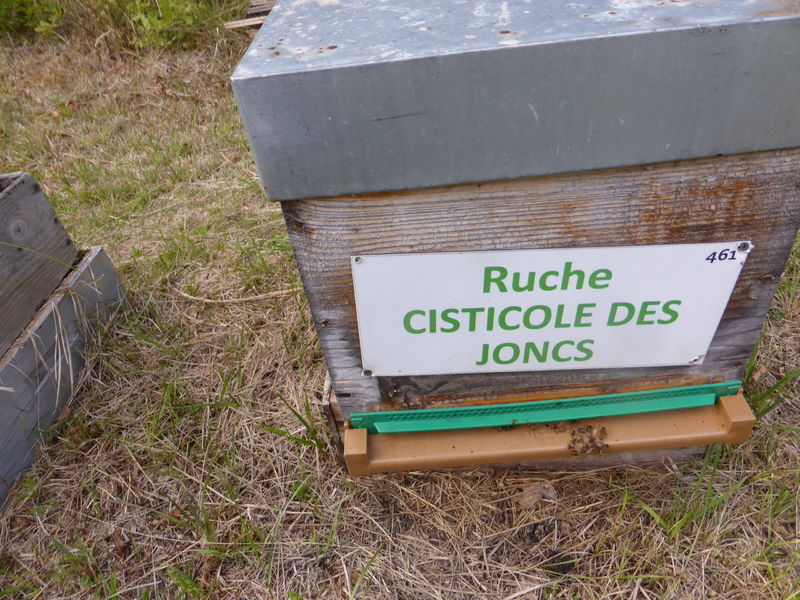 461
Ruche
CISTICOLE DES
JONCS